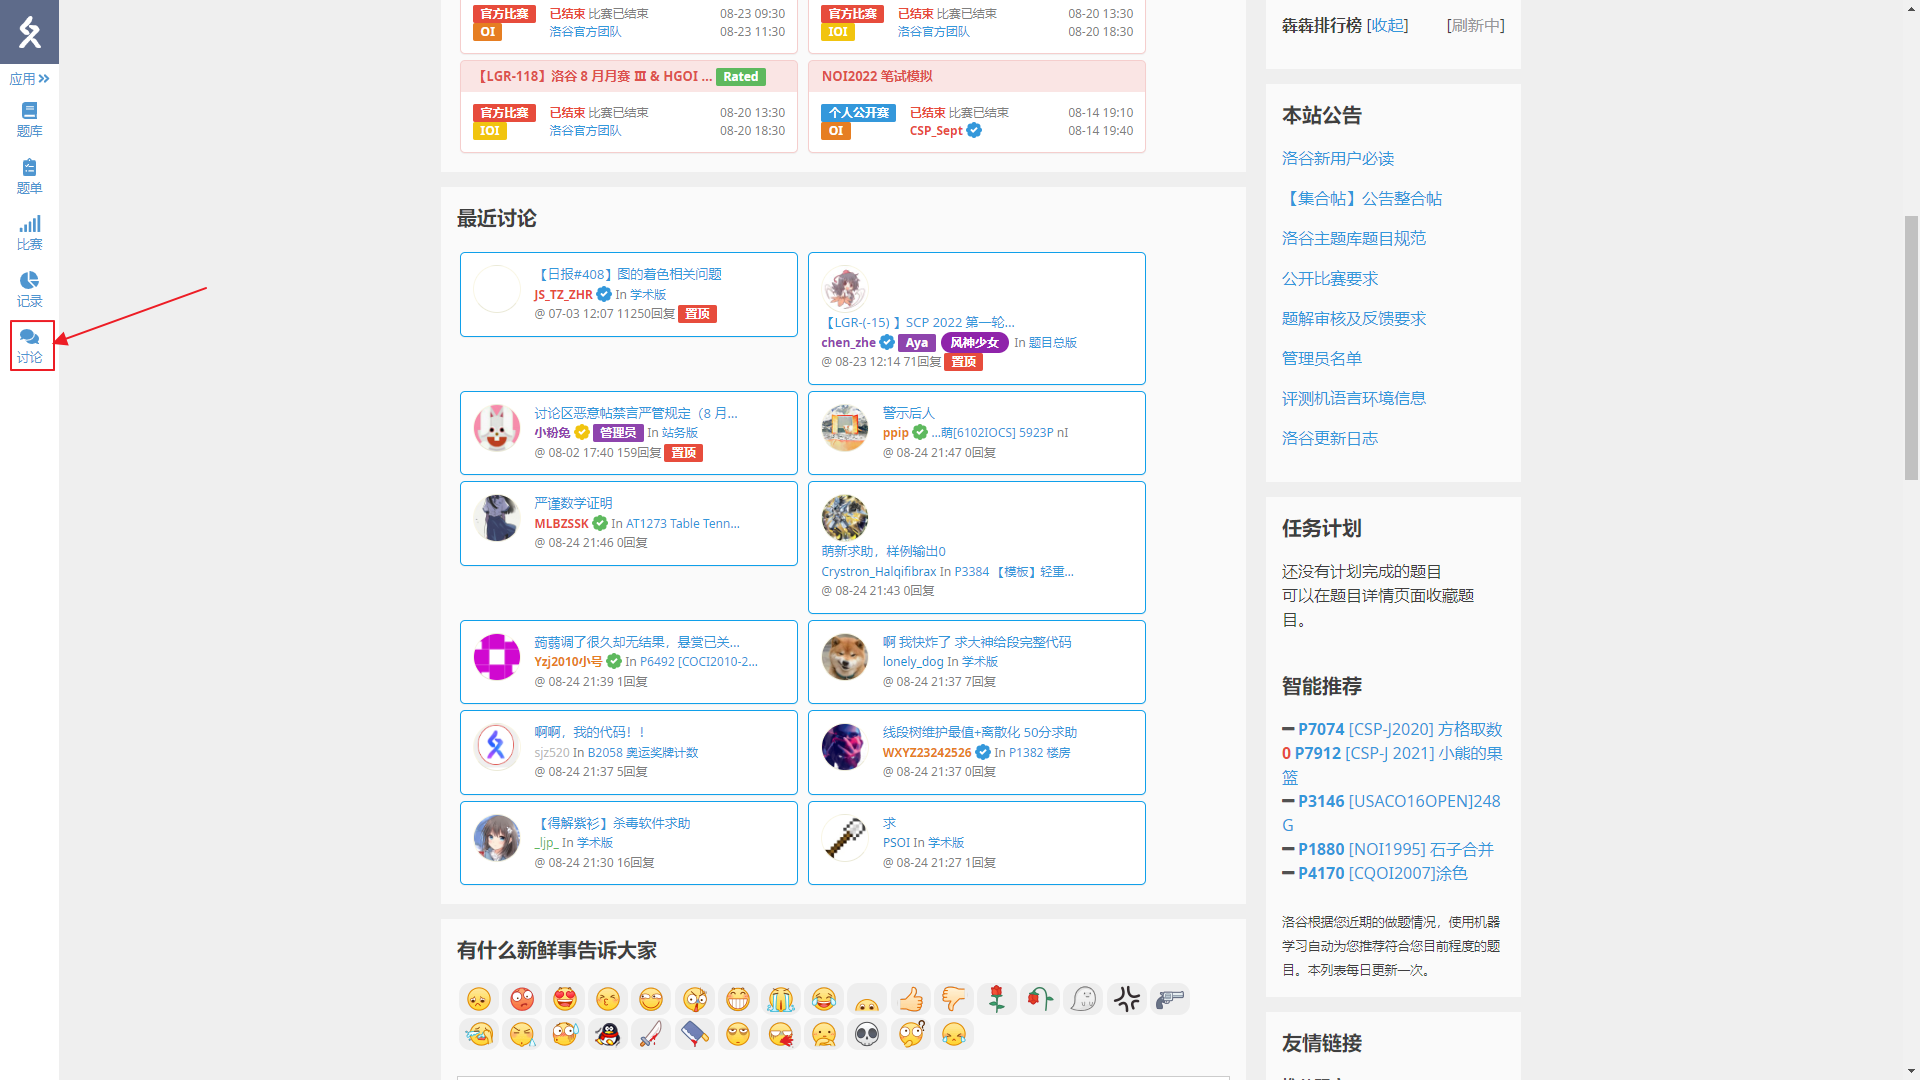 应用
题库
题单
比赛
记录
讨论
官方比赛 已结束 比赛已结束 08-23 09:30
OI 洛谷官方团队 08-23 11:30
官方比赛 已结束 比赛已结束 08-20 13:30
IOI 洛谷官方团队 08-20 18:30
【LGR-118】洛谷 8 月月赛 III & HGOI ... Rated
官方比赛 已结束 比赛已结束 08-20 13:30
IOI 洛谷官方团队 08-20 18:30
NOI2022 笔试模拟
个人公开赛 已结束 比赛已结束 08-14 19:10
OI CSP_Sept 08-14 19:40
最近讨论
【日报#408】图的着色相关问题
JS_TZ_ZHR In 学术版
@ 07-03 12:07 11250回复 置顶
【LGR-(-15) 】SCP 2022 第一轮...
chen_zhe Aya 风神少女 In 题目总版
@ 08-23 12:14 71回复 置顶
讨论区恶意帖禁言严管规定（8 月...
小粉兔 管理员 In 站务版
@ 08-02 17:40 159回复 置顶
警示后人
ppip ...萌[6102IOCS] 5923P nI
@ 08-24 21:47 0回复
严谨数学证明
MLBZSSK In AT1273 Table Tenn...
@ 08-24 21:46 0回复
萌新求助，样例输出0
Crystron_Halqifibrax In P3384 【模板】轻重...
@ 08-24 21:43 0回复
蒟蒻调了很久却无结果，悬赏已关...
Yzj2010小号 In P6492 [COCI2010-2...
@ 08-24 21:39 1回复
啊 我快炸了 求大神给段完整代码
lonely_dog In 学术版
@ 08-24 21:37 7回复
啊啊，我的代码！！
sjz520 In B2058 奥运奖牌计数
@ 08-24 21:37 5回复
线段树维护最值+离散化 50分求助
WXYZ23242526 In P1382 楼房
@ 08-24 21:37 0回复
【得解紫衫】杀毒软件求助
_ljp_ In 学术版
@ 08-24 21:30 16回复
求
PSOI In 学术版
@ 08-24 21:27 1回复
有什么新鲜事告诉大家
犇犇排行榜 [收起] [刷新中]
本站公告
洛谷新用户必读
【集合帖】公告整合帖
洛谷主题库题目规范
公开比赛要求
题解审核及反馈要求
管理员名单
评测机语言环境信息
洛谷更新日志
任务计划
还没有计划完成的题目
可以在题目详情页面收藏题
目。
智能推荐
P7074 [CSP-J2020] 方格取数
0 P7912 [CSP-J 2021] 小熊的果
篮
P3146 [USACO16OPEN]248
G
P1880 [NOI1995] 石子合并
P4170 [CQOI2007]涂色
洛谷根据您近期的做题情况，使用机器
学习自动为您推荐符合您目前程度的题
目。本列表每日更新一次。
友情链接